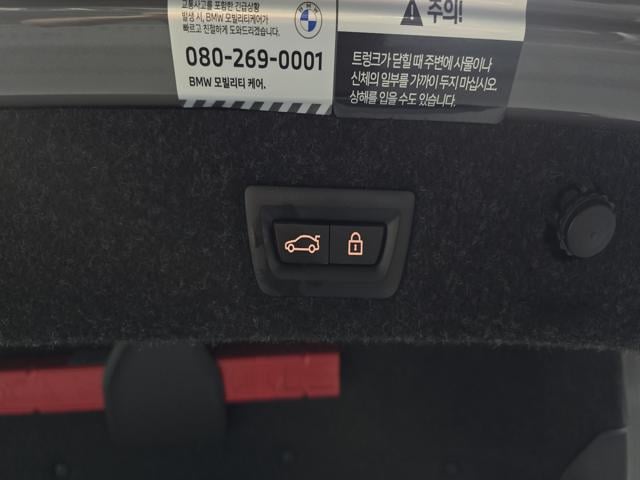 교통사고를 포함한 긴급상황
발생 시, BMW 모빌리티케어가
빠르고 친절하게 도와드리겠습니다.
BMW
080-269-0001
BMW 모빌리티 케어.
주의!
트렁크가 닫힐 때 주변에 사물이나
신체의 일부를 가까이 두지 마십시오.
상해를 입을 수도 있습니다.